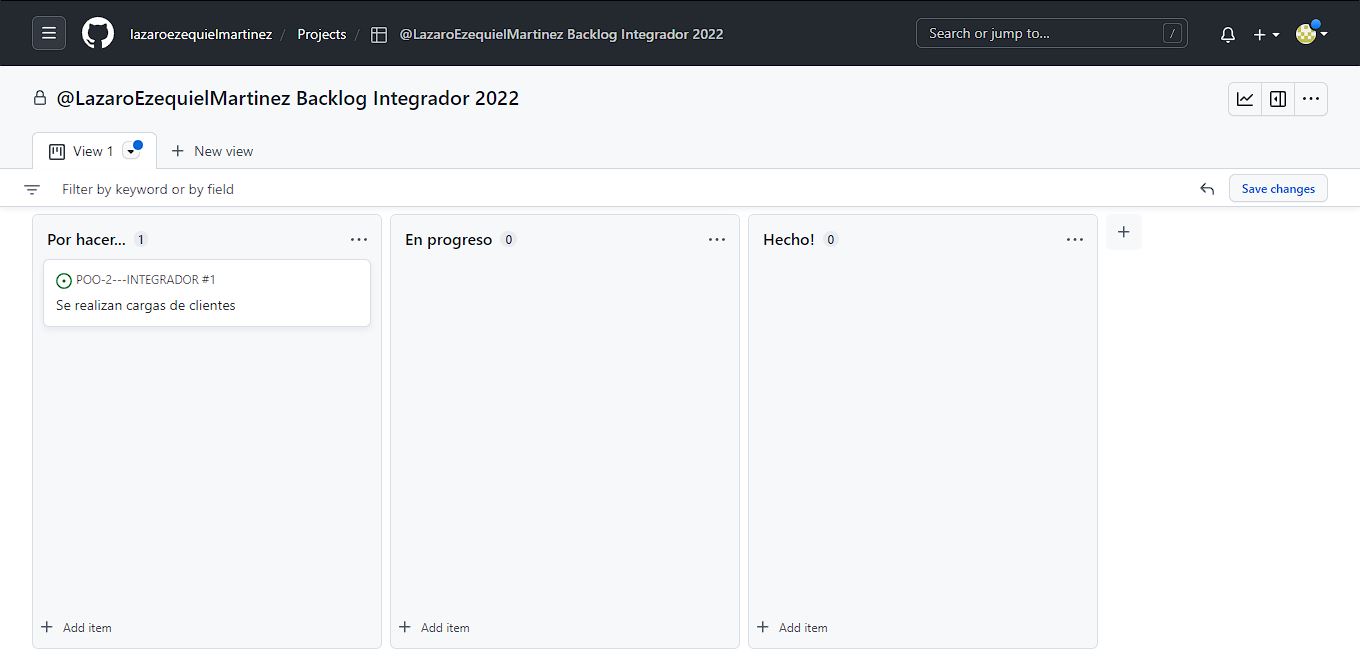 lazaroezequielmartinez / Projects / @LazaroEzequielMartinez Backlog Integrador 2022
Search or jump to... /
@LazaroEzequielMartinez Backlog Integrador 2022
View 1
New view
Filter by keyword or by field
Save changes
Por hacer... 1
POO-2---INTEGRADOR #1
Se realizan cargas de clientes
Add item
En progreso 0
Add item
Hecho! 0
Add item